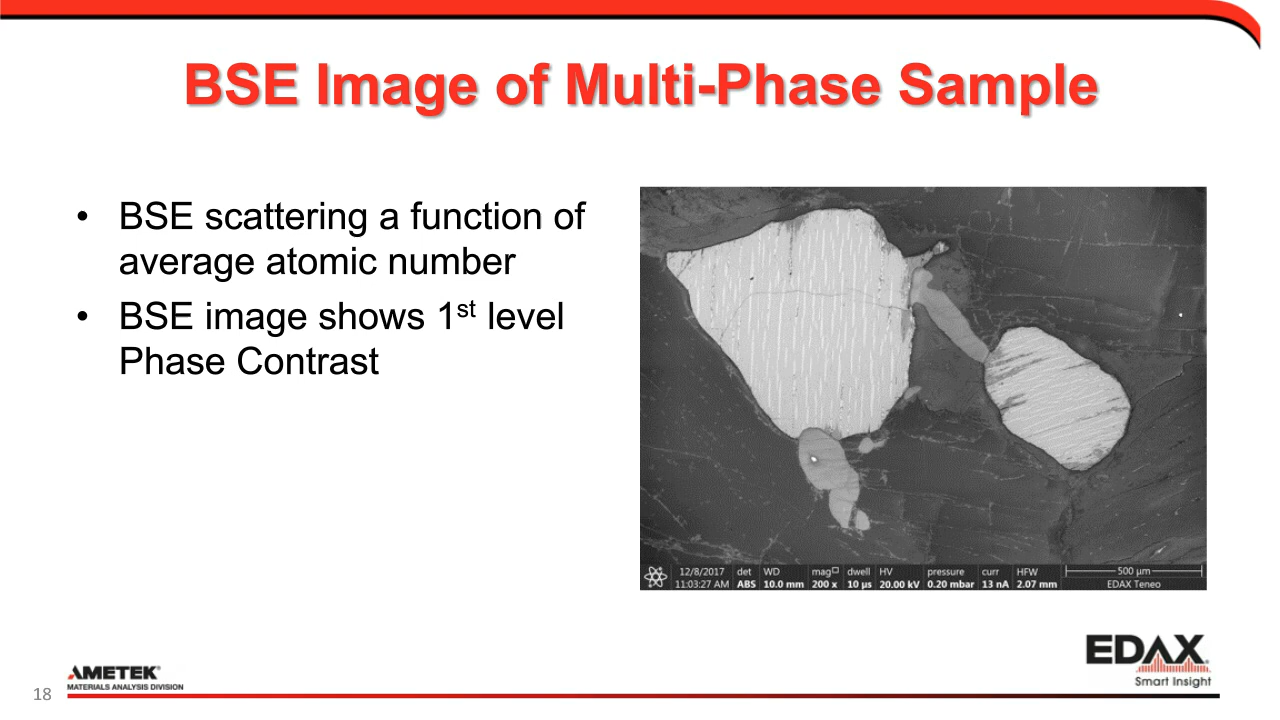 BSE Image of Multi-Phase Sample
• BSE scattering a function of
average atomic number
• BSE image shows 1st level
Phase Contrast
12/8/2017 det WD mag□ dwell HV pressure curr HFW 500 µm
11:03:27 AM ABS 10.0 mm 200 x 10 µs 20.00 kV 0.20 mbar 13 nA 2.07 mm EDAX Teneo
18
AMETEK®
MATERIALS ANALYSIS DIVISION
EDAX®
Smart Insight